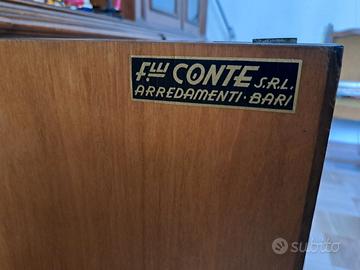 F.LLI CONTE S.R.L.
ARREDAMENTI · BARI
subito